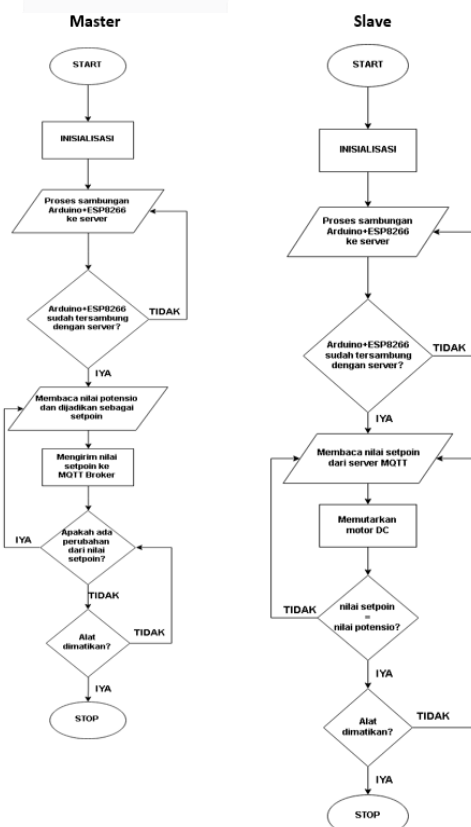 Master
START
INISIALISASI
Proses sambungan
Arduino+ESP8266
ke server
Arduino+ESP8266
sudah tersambung
dengan server?
TIDAK
IYA
Membaca nilai potensio
dan dijadikan sebagai
setpoin
Mengirim nilai
setpoin ke
MQTT Broker
Apakah ada
perubahan
dari nilai
setpoin?
IYA
TIDAK
Alat
dimatikan?
TIDAK
IYA
STOP
Slave
START
INISIALISASI
Proses sambungan
Arduino+ESP8266
ke server
Arduino+ESP8266
sudah tersambung
dengan server?
TIDAK
IYA
Membaca nilai setpoin
dari server MQTT
Memutarkan
motor DC
nilai setpoin
=
nilai potensio?
TIDAK
IYA
Alat
dimatikan?
TIDAK
IYA
STOP